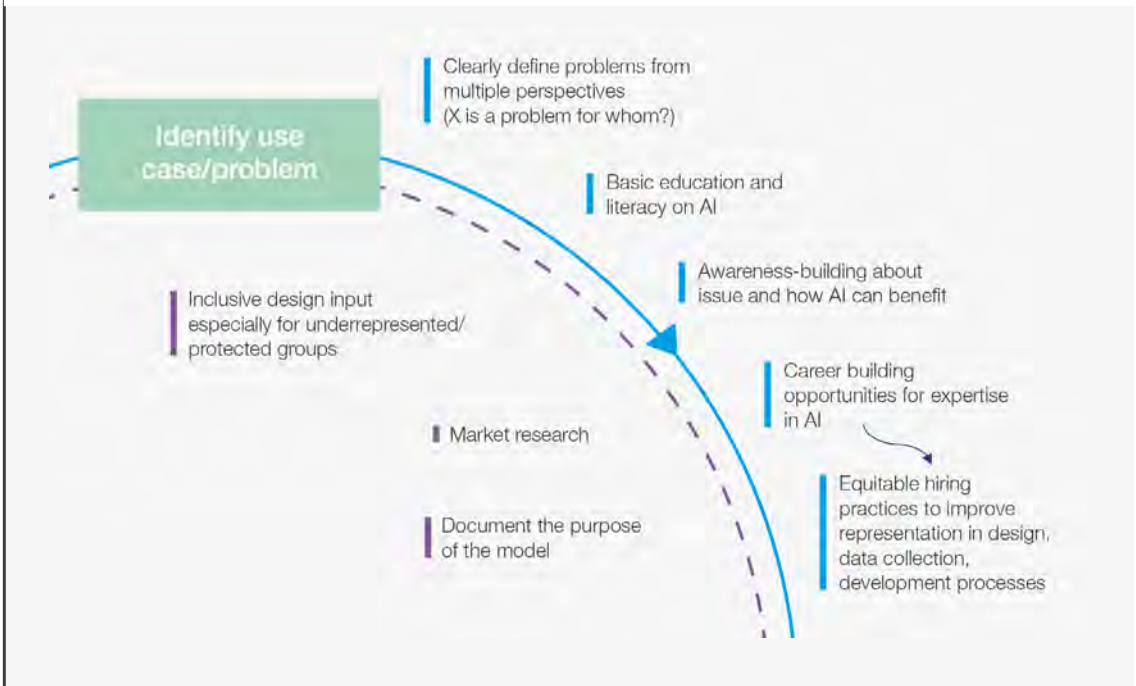 Clearly define problems from
multiple perspectives
(X is a problem for whom?)
Identify use
case/problem
Basic education and
literacy on AI
Awareness-building about
issue and how AI can benefit
Inclusive design input
especially for underrepresented/
protected groups
Career building
opportunities for expertise
in AI
Market research
Equitable hiring
practices to improve
representation in design,
data collection,
development processes
Document the purpose
of the model